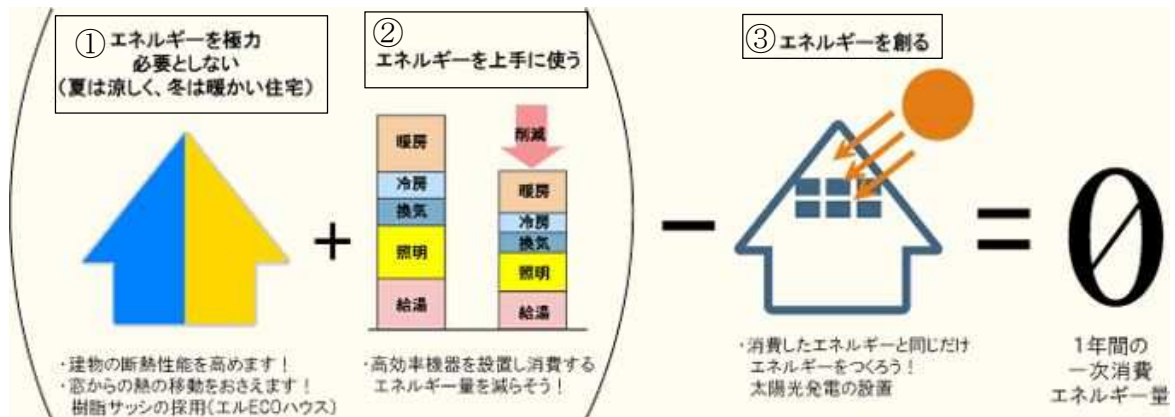 ① エネルギーを極力
必要としない
(夏は涼しく、冬は暖かい住宅)
・建物の断熱性能を高めます!
・窓からの熱の移動をおさえます!
樹脂サッシの採用(エルECOハウス)
+
②
エネルギーを上手に使う
暖房
冷房
換気
照明
給湯
削減
暖房
冷房
換気
照明
給湯
・高効率機器を設置し消費する
エネルギー量を減らそう!
−
③ エネルギーを創る
・消費したエネルギーと同じだけ
エネルギーをつくろう!
太陽光発電の設置
=
0
1年間の
一次消費
エネルギー量